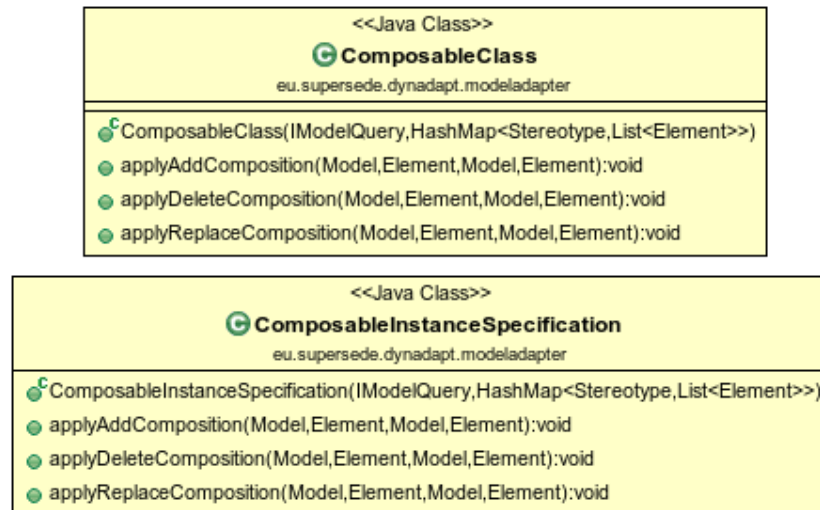 <<Java Class>>
ComposableClass
eu.supersede.dynadapt.modeladapter
ComposableClass(IModelQuery,HashMap<Stereotype,List<Element>>)
applyAddComposition(Model,Element,Model,Element):void
applyDeleteComposition(Model,Element,Model,Element):void
applyReplaceComposition(Model,Element,Model,Element):void
<<Java Class>>
ComposableInstanceSpecification
eu.supersede.dynadapt.modeladapter
ComposableInstanceSpecification(IModelQuery,HashMap<Stereotype,List<Element>>)
applyAddComposition(Model,Element,Model,Element):void
applyDeleteComposition(Model,Element,Model,Element):void
applyReplaceComposition(Model,Element,Model,Element):void